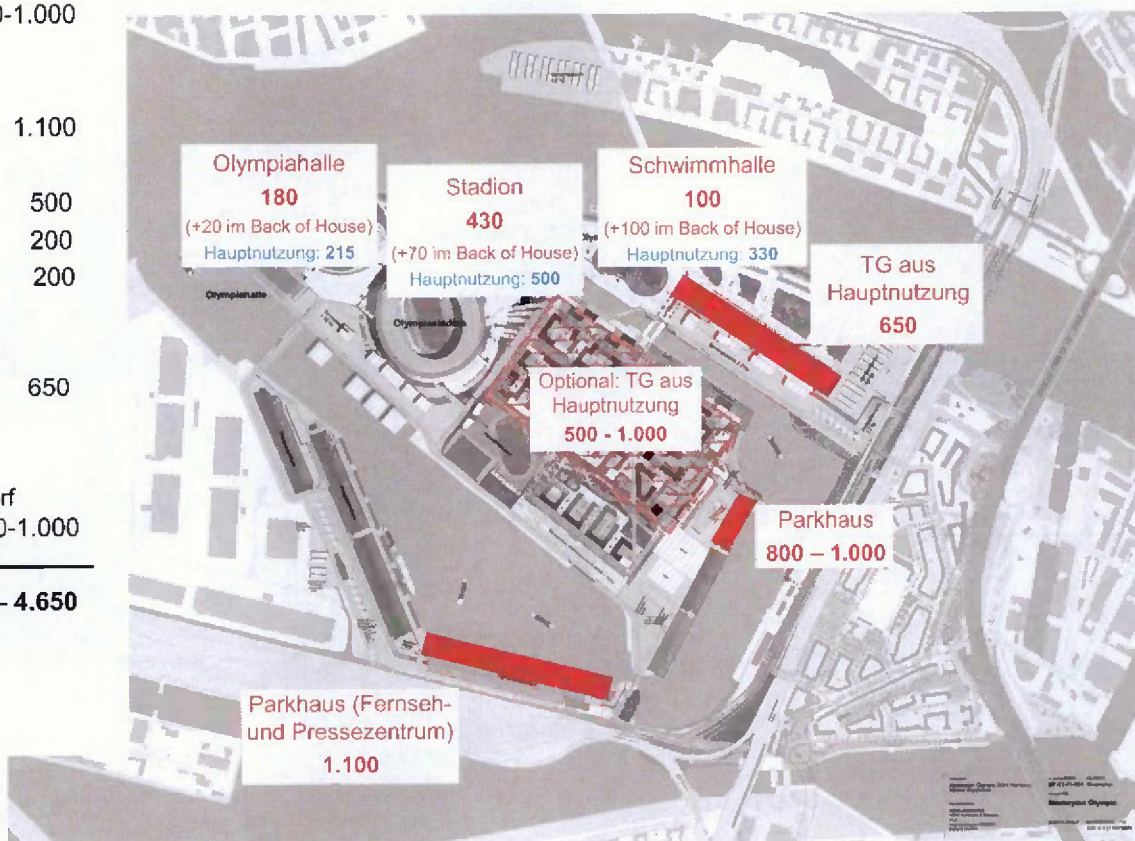 0-1.000
1.100
500
200
200
650
rf
0-1.000
- 4.650
Olympiahalle
180
(+20 im Back of House)
Hauptnutzung: 215
Stadion
430
(+70 im Back of House)
Hauptnutzung: 500
Schwimmhalle
100
(+100 im Back of House)
Hauptnutzung: 330
TG aus
Hauptnutzung
650
Olympiahalle
Olympiastadion
Optional: TG aus
Hauptnutzung
500 - 1.000
Parkhaus
800 – 1.000
Parkhaus (Fernseh-
und Pressezentrum)
1.100
Masterplan Olympia